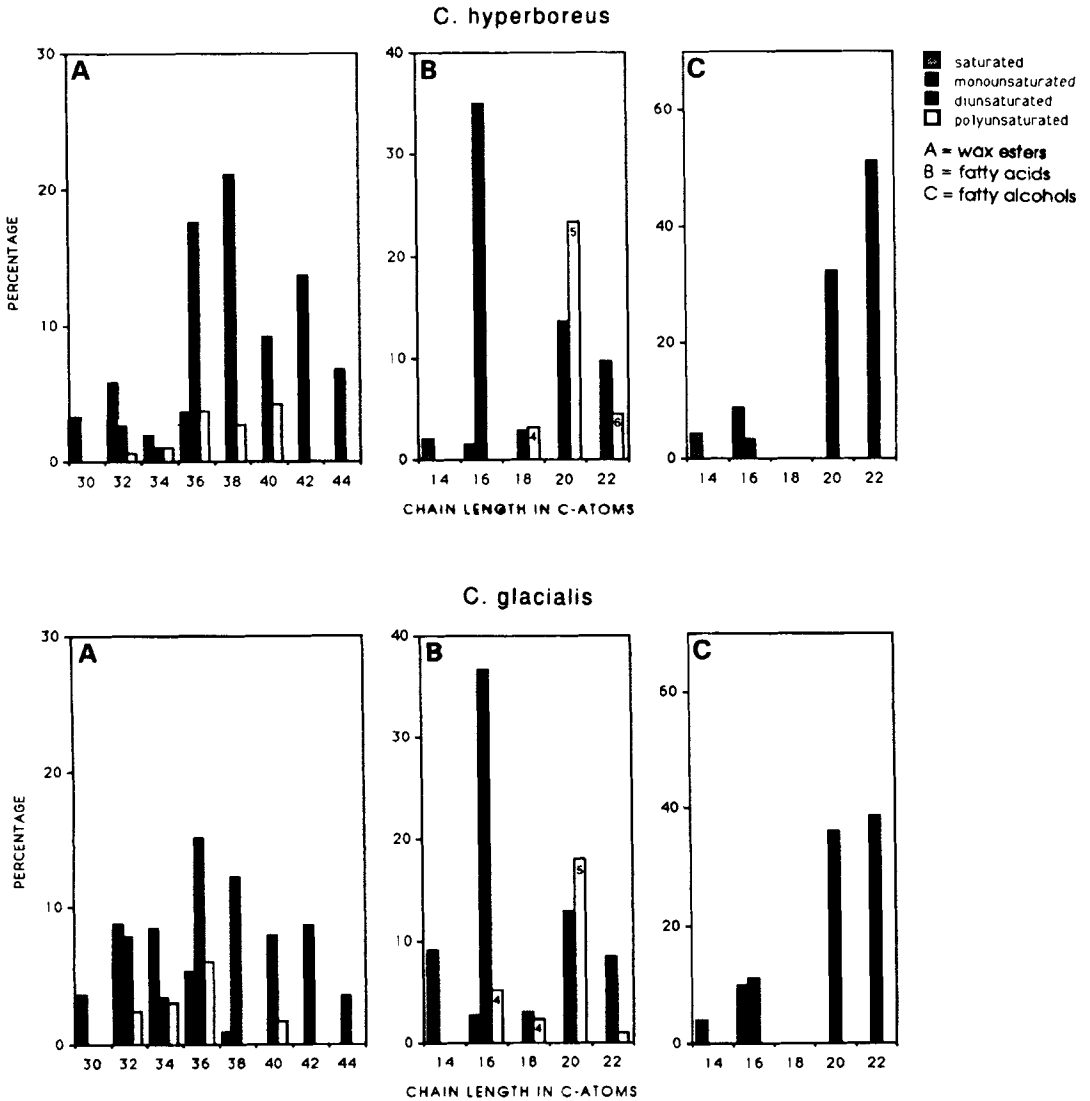 C. hyperboreus
30
20
10
0
PERCENTAGE
A
30 32 34 36 38 40 42 44
40
30
20
10
0
B
5
4
6
14 16 18 20 22
CHAIN LENGTH IN C-ATOMS
60
40
20
0
C
14 16 18 20 22
saturated
monounsaturated
diunsaturated
polyunsaturated
A = wax esters
B = fatty acids
C = fatty alcohols
C. glacialis
30
20
10
0
PERCENTAGE
A
30 32 34 36 38 40 42 44
40
30
20
10
0
B
5
4
4
14 16 18 20 22
CHAIN LENGTH IN C-ATOMS
60
40
20
0
C
14 16 18 20 22